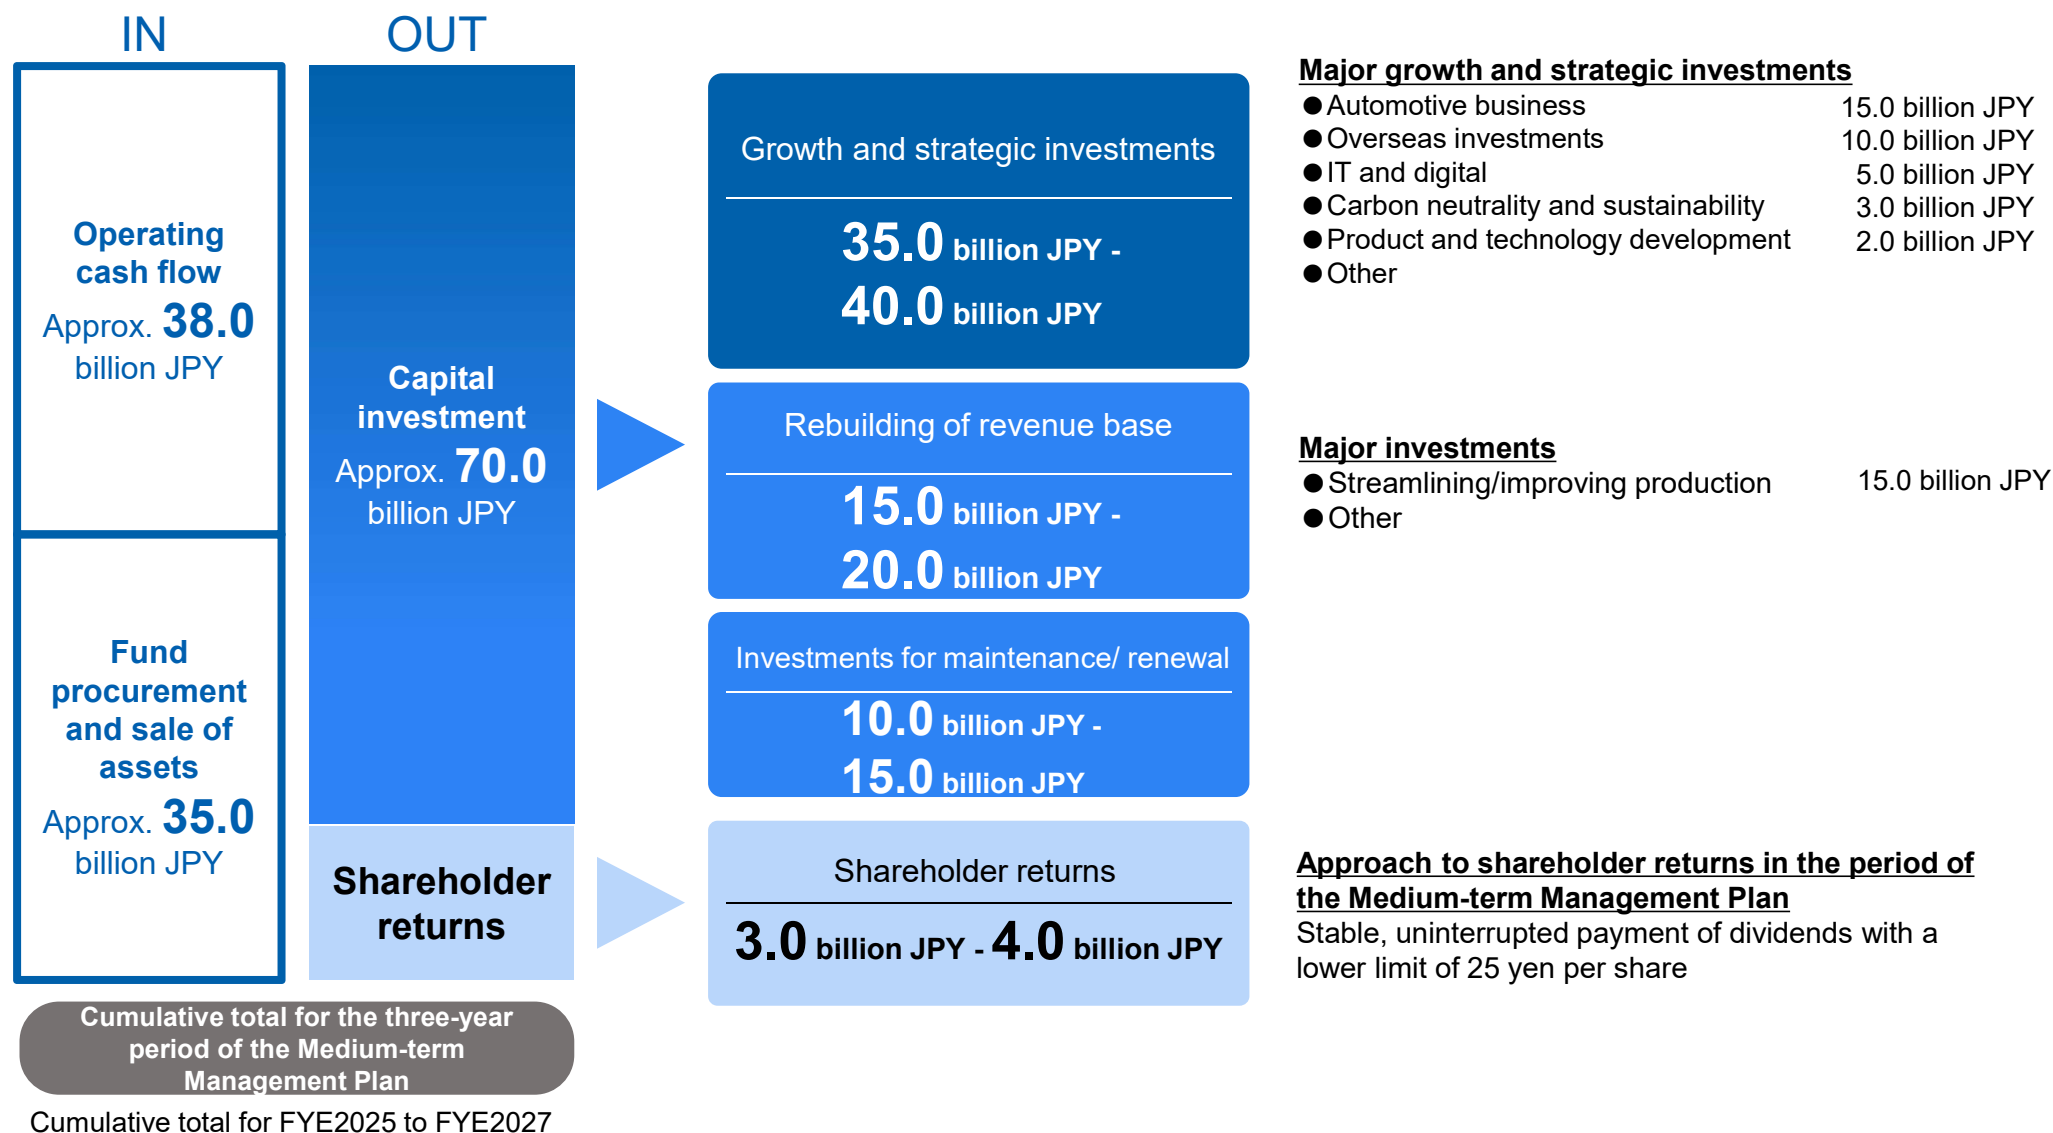 IN
OUT
Operating
cash flow
Approx. 38.0
billion JPY
Fund
procurement
and sale of
assets
Approx. 35.0
billion JPY
Capital
investment
Approx. 70.0
billion JPY
Shareholder
returns
Cumulative total for the three-year
period of the Medium-term
Management Plan
Cumulative total for FYE2025 to FYE2027
Growth and strategic investments
35.0 billion JPY -
40.0 billion JPY
Rebuilding of revenue base
15.0 billion JPY -
20.0 billion JPY
Investments for maintenance/ renewal
10.0 billion JPY -
15.0 billion JPY
Shareholder returns
3.0 billion JPY - 4.0 billion JPY
Major growth and strategic investments
●Automotive business 15.0 billion JPY
●Overseas investments 10.0 billion JPY
●IT and digital 5.0 billion JPY
●Carbon neutrality and sustainability 3.0 billion JPY
●Product and technology development 2.0 billion JPY
●Other
Major investments
●Streamlining/improving production 15.0 billion JPY
●Other
Approach to shareholder returns in the period of
the Medium-term Management Plan
Stable, uninterrupted payment of dividends with a
lower limit of 25 yen per share